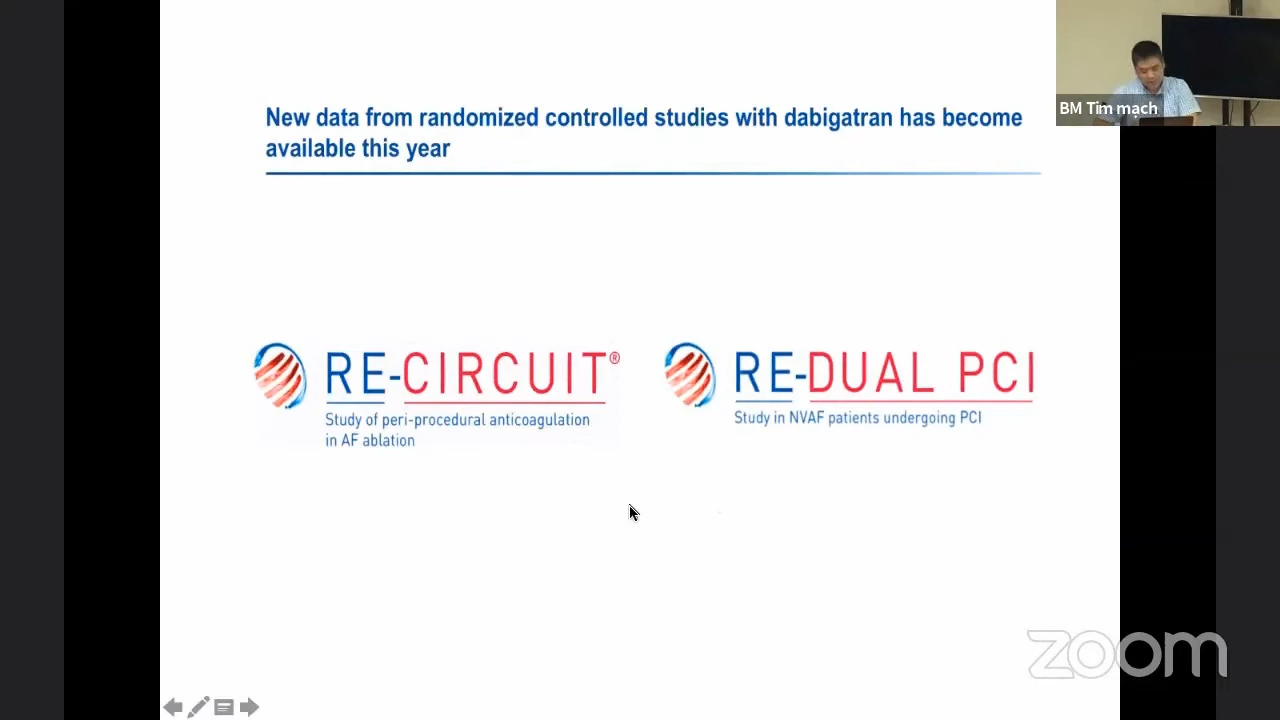 New data from randomized controlled studies with dabigatran has become
available this year
RE-CIRCUIT®
Study of peri-procedural anticoagulation
in AF ablation
RE-DUAL PCI
Study in NVAF patients undergoing PCI
BM Tim mạch
zoom